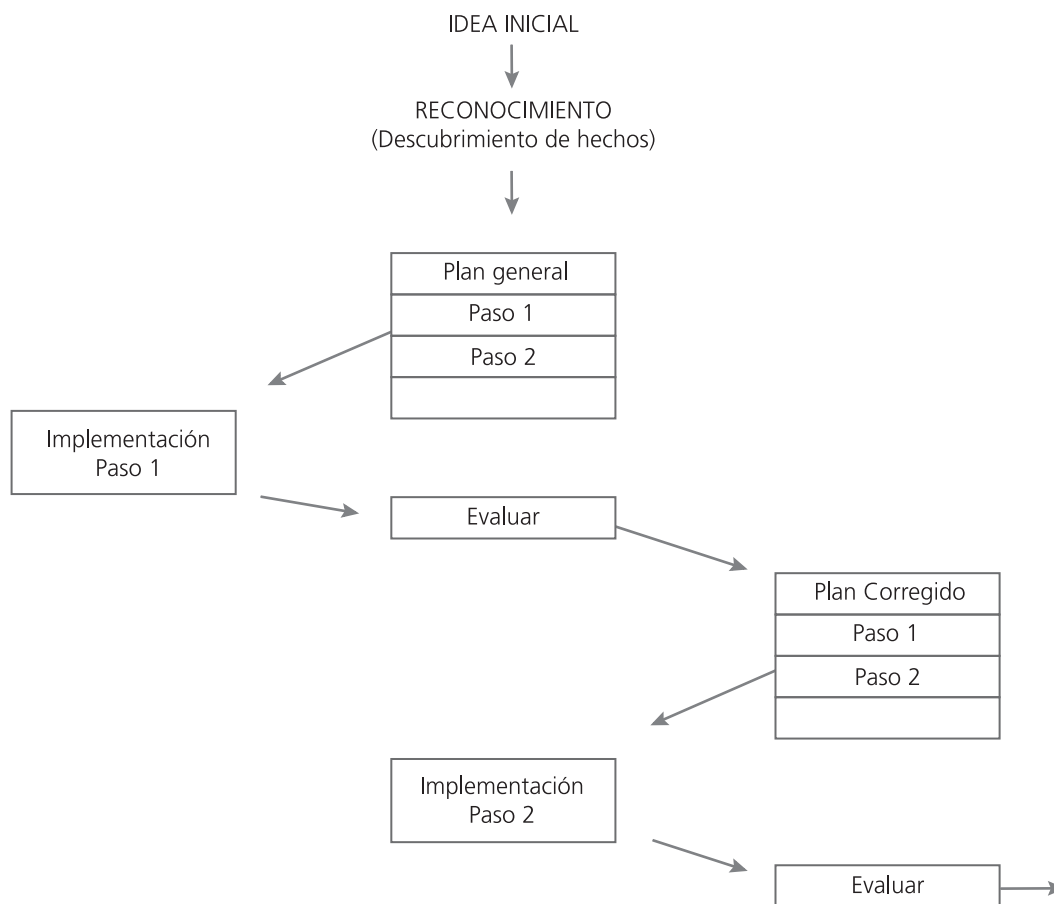 IDEA INICIAL
RECONOCIMIENTO
(Descubrimiento de hechos)
Plan general
Paso 1
Paso 2
Implementación
Paso 1
Evaluar
Plan Corregido
Paso 1
Paso 2
Implementación
Paso 2
Evaluar